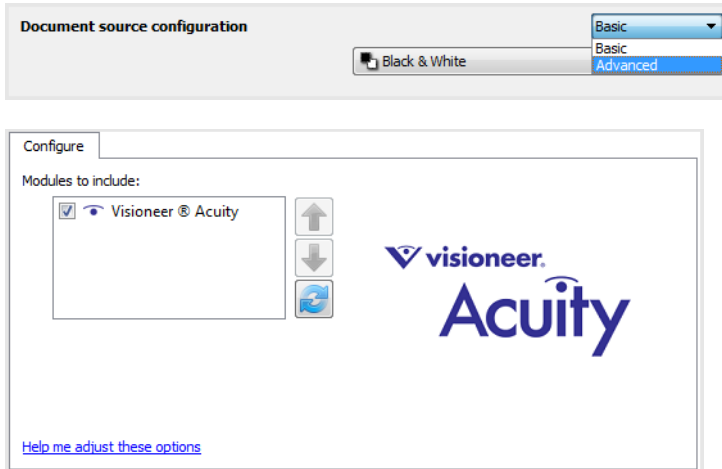 Document source configuration
Basic
Basic
Black & White
Advanced
Configure
Modules to include:
Visioneer ® Acuity
visioneer.
Acuity
Help me adjust these options